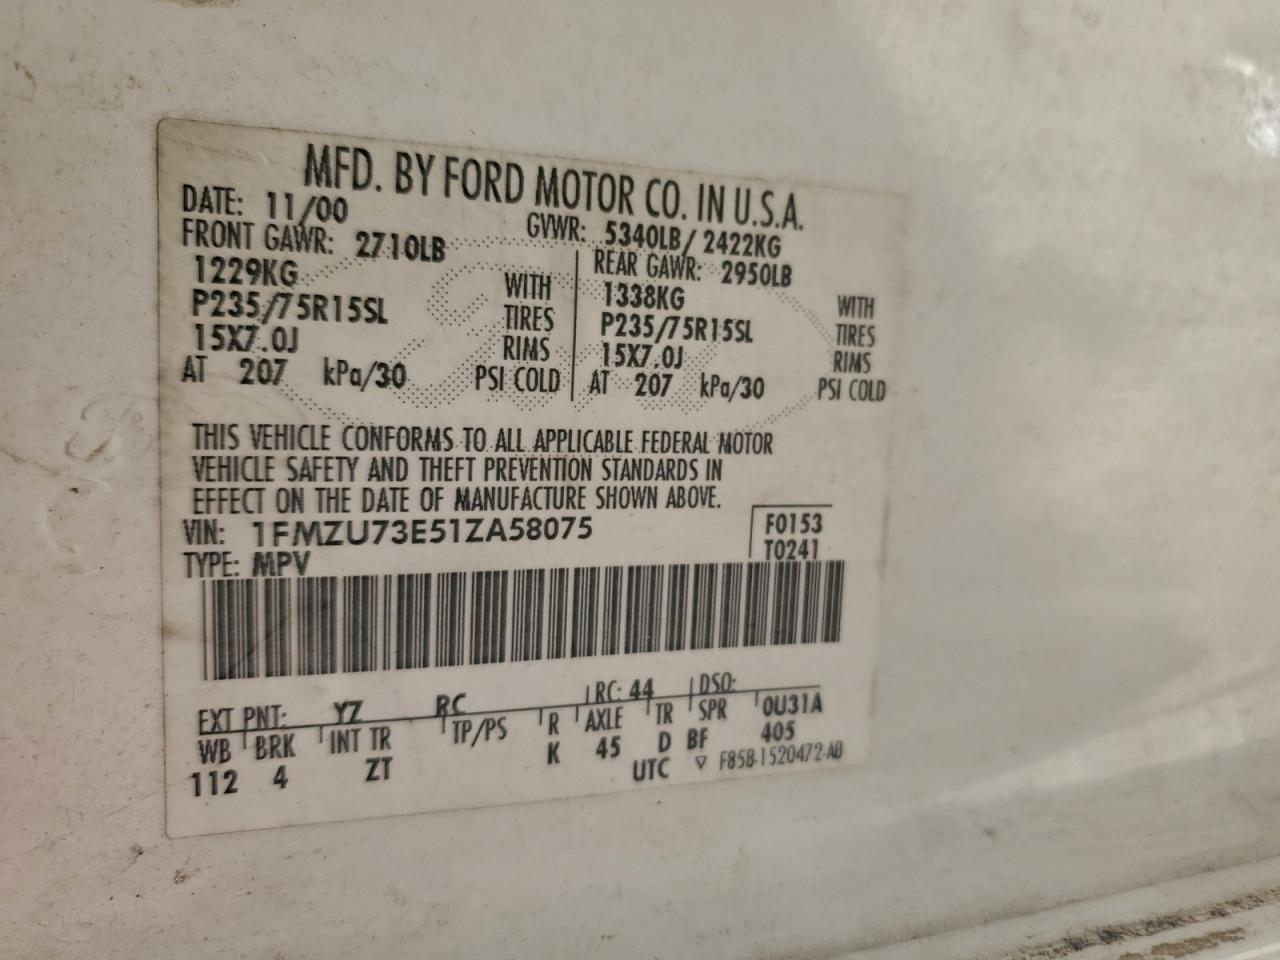 MFD. BY FORD MOTOR CO. IN U.S.A.
DATE: 11/00 GVWR: 5340LB/ 2422KG
FRONT GAWR: 2710LB REAR GAWR: 2950LB
1229KG WITH 1338KG WITH
P235/75R15SL TIRES P235/75R15SL TIRES
15X7.0J RIMS 15X7.0J RIMS
AT 207 kPa/30 PSI COLD AT 207 kPa/30 PSI COLD
THIS VEHICLE CONFORMS TO ALL APPLICABLE FEDERAL MOTOR
VEHICLE SAFETY AND THEFT PREVENTION STANDARDS IN
EFFECT ON THE DATE OF MANUFACTURE SHOWN ABOVE.
VIN: 1FMZU73E51ZA58075 F0153
TYPE: MPV T0241
EXT PNT: YZ RC RC: 44 DSO:
WB BRK INT TR TP/PS R AXLE TR SPR 0U31A
112 4 ZT K 45 D BF 405
UTC ▽ F85B-1520472-AB